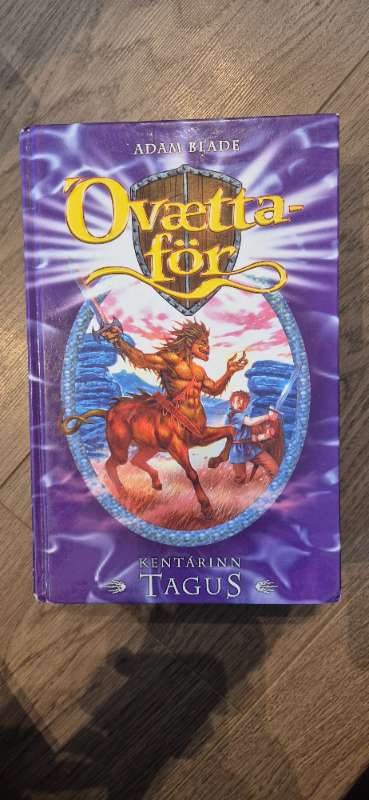 ADAM BLADE
Óvætta-
för
KENTÁRINN
TAGUS